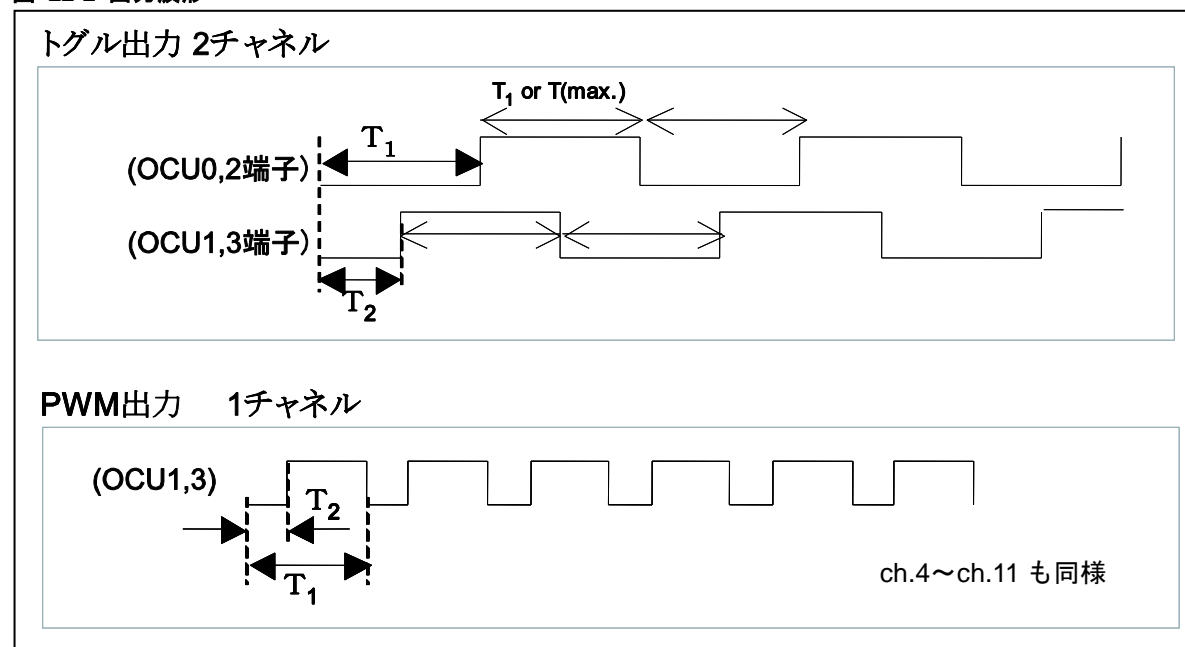 トグル出力 2チャネル
T1 or T(max.)
T1
(OCU0,2端子)
(OCU1,3端子)
T2
PWM出力 1チャネル
(OCU1,3)
T2
T1
ch.4～ch.11 も同様